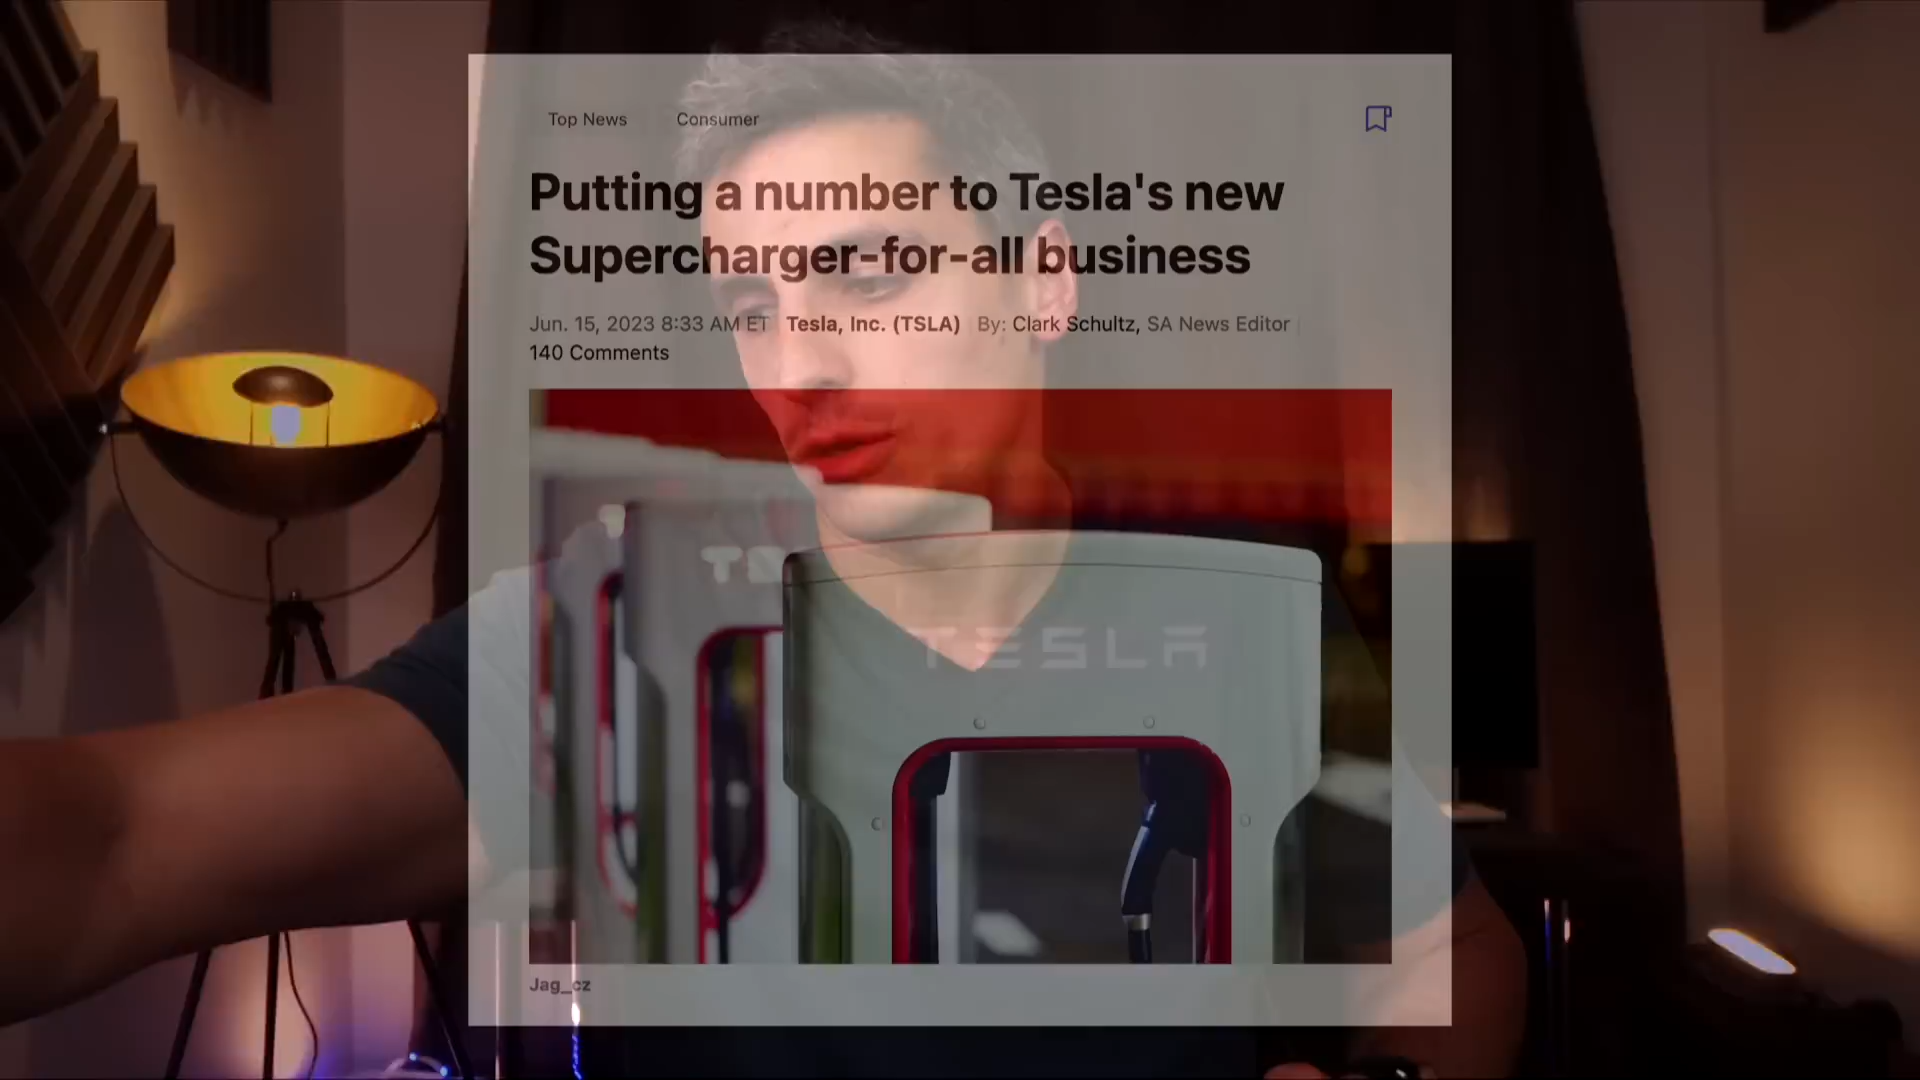 Top News Consumer
Putting a number to Tesla's new
Supercharger-for-all business
Jun. 15, 2023 8:33 AM ET Tesla, Inc. (TSLA) By: Clark Schultz, SA News Editor
140 Comments
TESLA
Jag_cz